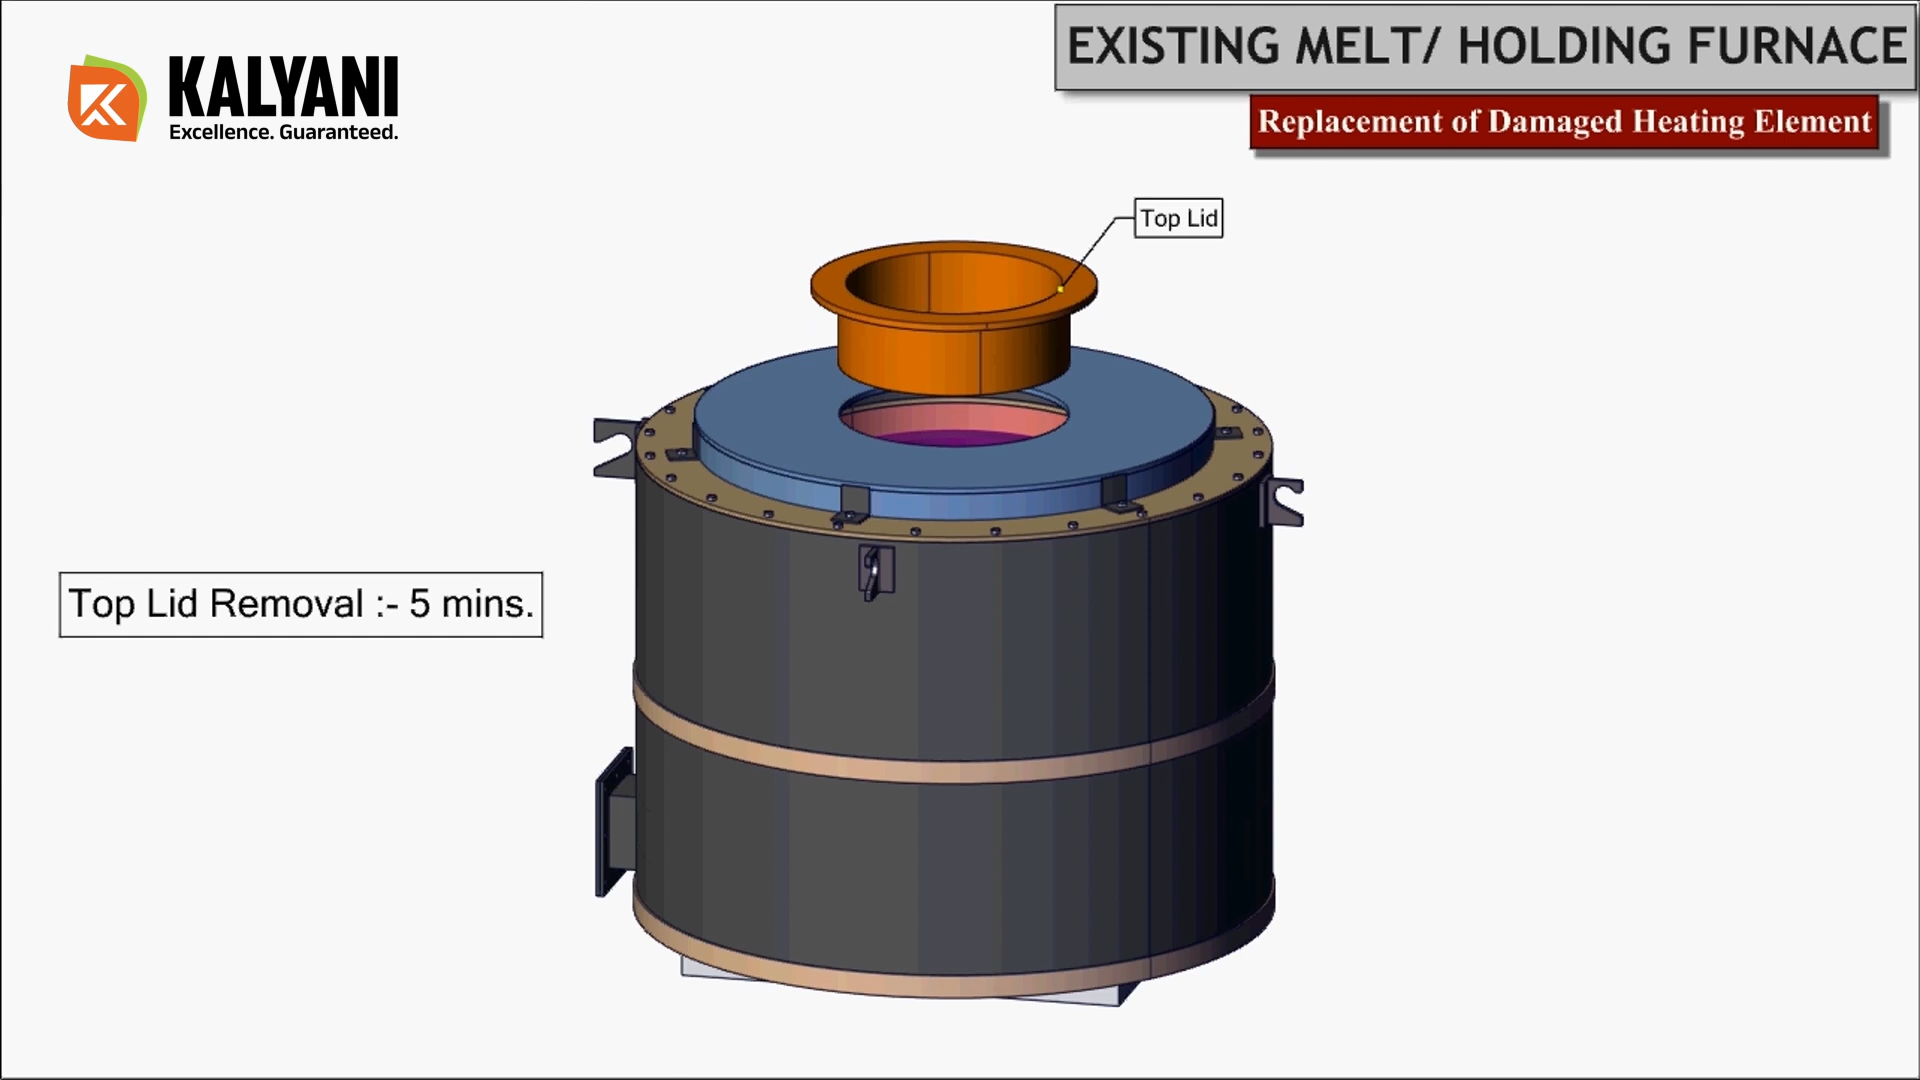 KALYANI
Excellence. Guaranteed.
EXISTING MELT/ HOLDING FURNACE
Replacement of Damaged Heating Element
Top Lid
Top Lid Removal :- 5 mins.